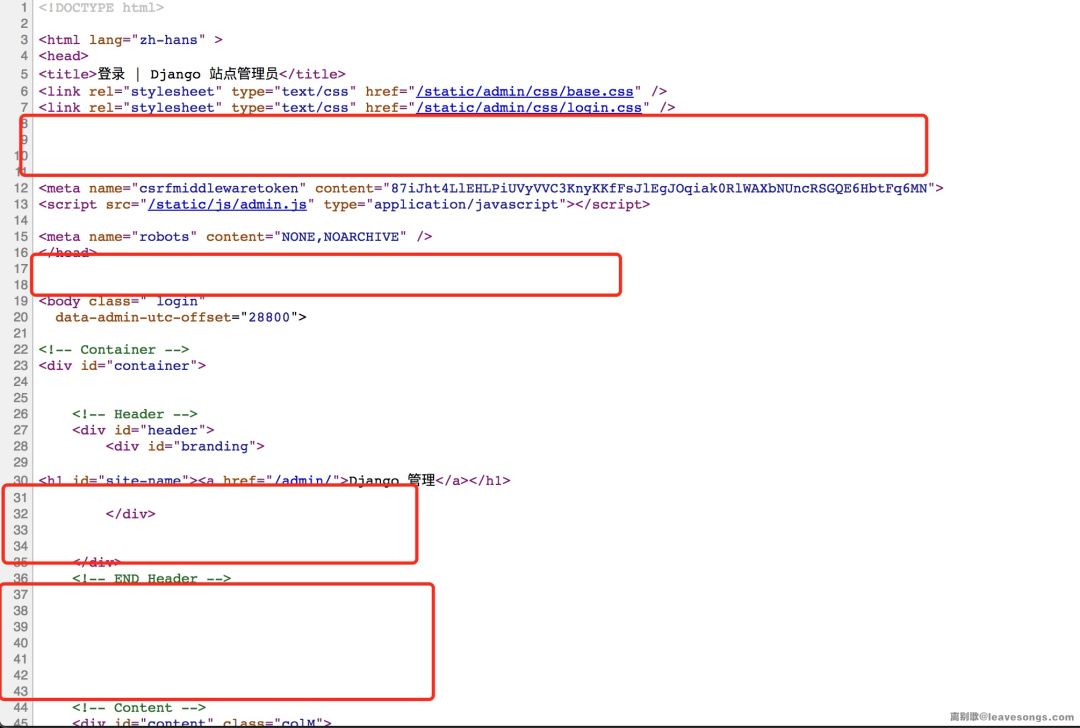 1 <!DOCTYPE html>
2
3 <html lang="zh-hans" >
4 <head>
5 <title>登录 | Django 站点管理员</title>
6 <link rel="stylesheet" type="text/css" href="/static/admin/css/base.css" />
7 <link rel="stylesheet" type="text/css" href="/static/admin/css/login.css" />
8
9
10
11
12 <meta name="csrfmiddlewaretoken" content="87iJht4LlEHLPiUVyVVC3KnyKKfFsJlEgJOqiak0RlWAXbNUncRSGQE6HbtFq6MN">
13 <script src="/static/js/admin.js" type="application/javascript"></script>
14
15 <meta name="robots" content="NONE,NOARCHIVE" />
16 </head>
17
18
19 <body class=" login"
20 data-admin-utc-offset="28800">
21
22 <!-- Container -->
23 <div id="container">
24
25
26 <!-- Header -->
27 <div id="header">
28 <div id="branding">
29
30 <h1 id="site-name"><a href="/admin/">Django 管理</a></h1>
31
32 </div>
33
34
35 </div>
36 <!-- END Header -->
37
38
39
40
41
42
43
44 <!-- Content -->
45 <div id="content" class="colM">
离别歌@leavesongs.com